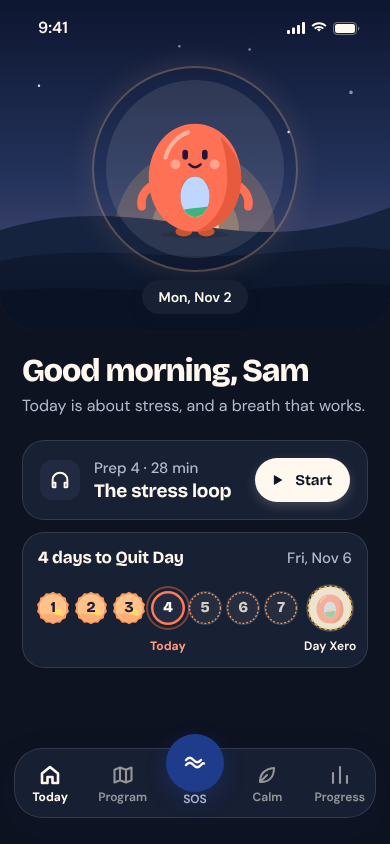 9:41
Mon, Nov 2
Good morning, Sam
Today is about stress, and a breath that works.
Prep 4 · 28 min
The stress loop
Start
4 days to Quit Day
Fri, Nov 6
1 2 3 4 5 6 7
Today
Day Xero
Today
Program
SOS
Calm
Progress